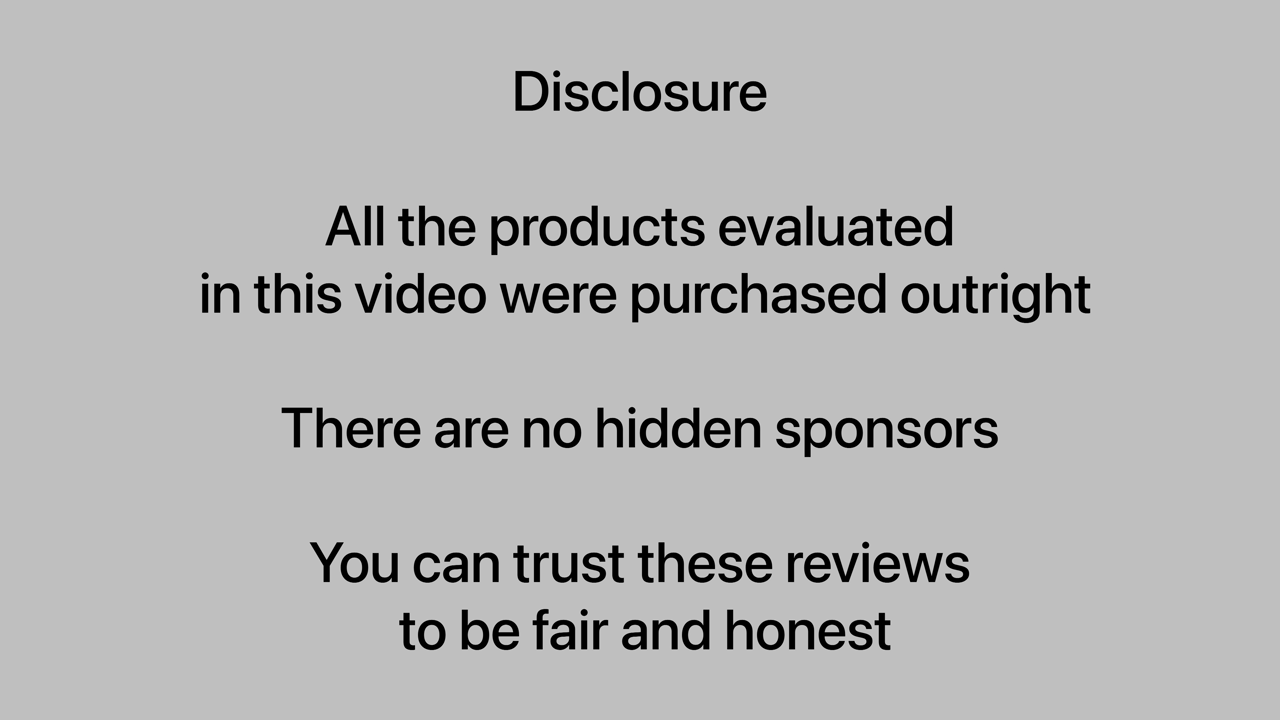 Disclosure
All the products evaluated
in this video were purchased outright
There are no hidden sponsors
You can trust these reviews
to be fair and honest